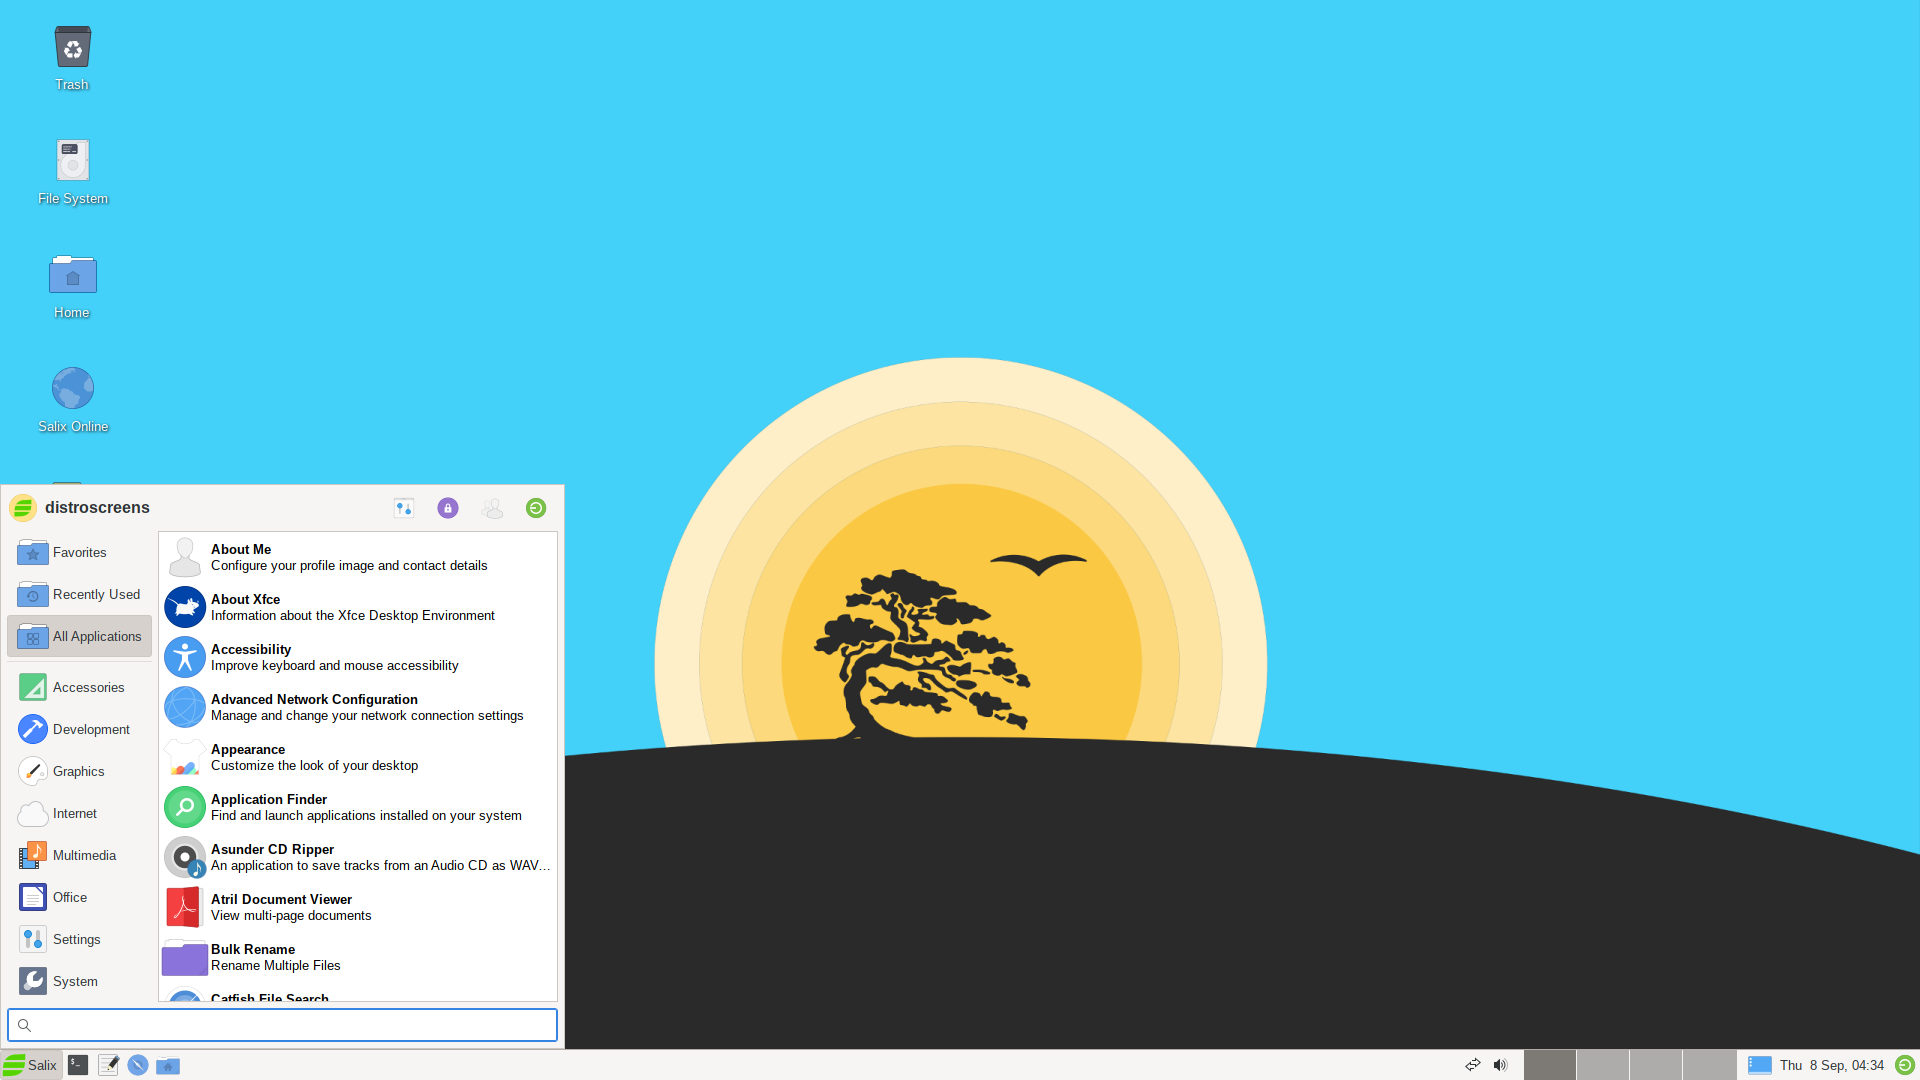 Trash
File System
Home
Salix Online
distroscreens
Favorites
Recently Used
All Applications
Accessories
Development
Graphics
Internet
Multimedia
Office
Settings
System
About Me
Configure your profile image and contact details
About Xfce
Information about the Xfce Desktop Environment
Accessibility
Improve keyboard and mouse accessibility
Advanced Network Configuration
Manage and change your network connection settings
Appearance
Customize the look of your desktop
Application Finder
Find and launch applications installed on your system
Asunder CD Ripper
An application to save tracks from an Audio CD as WAV...
Atril Document Viewer
View multi-page documents
Bulk Rename
Rename Multiple Files
Catfish File Search
Salix
Thu 8 Sep, 04:34